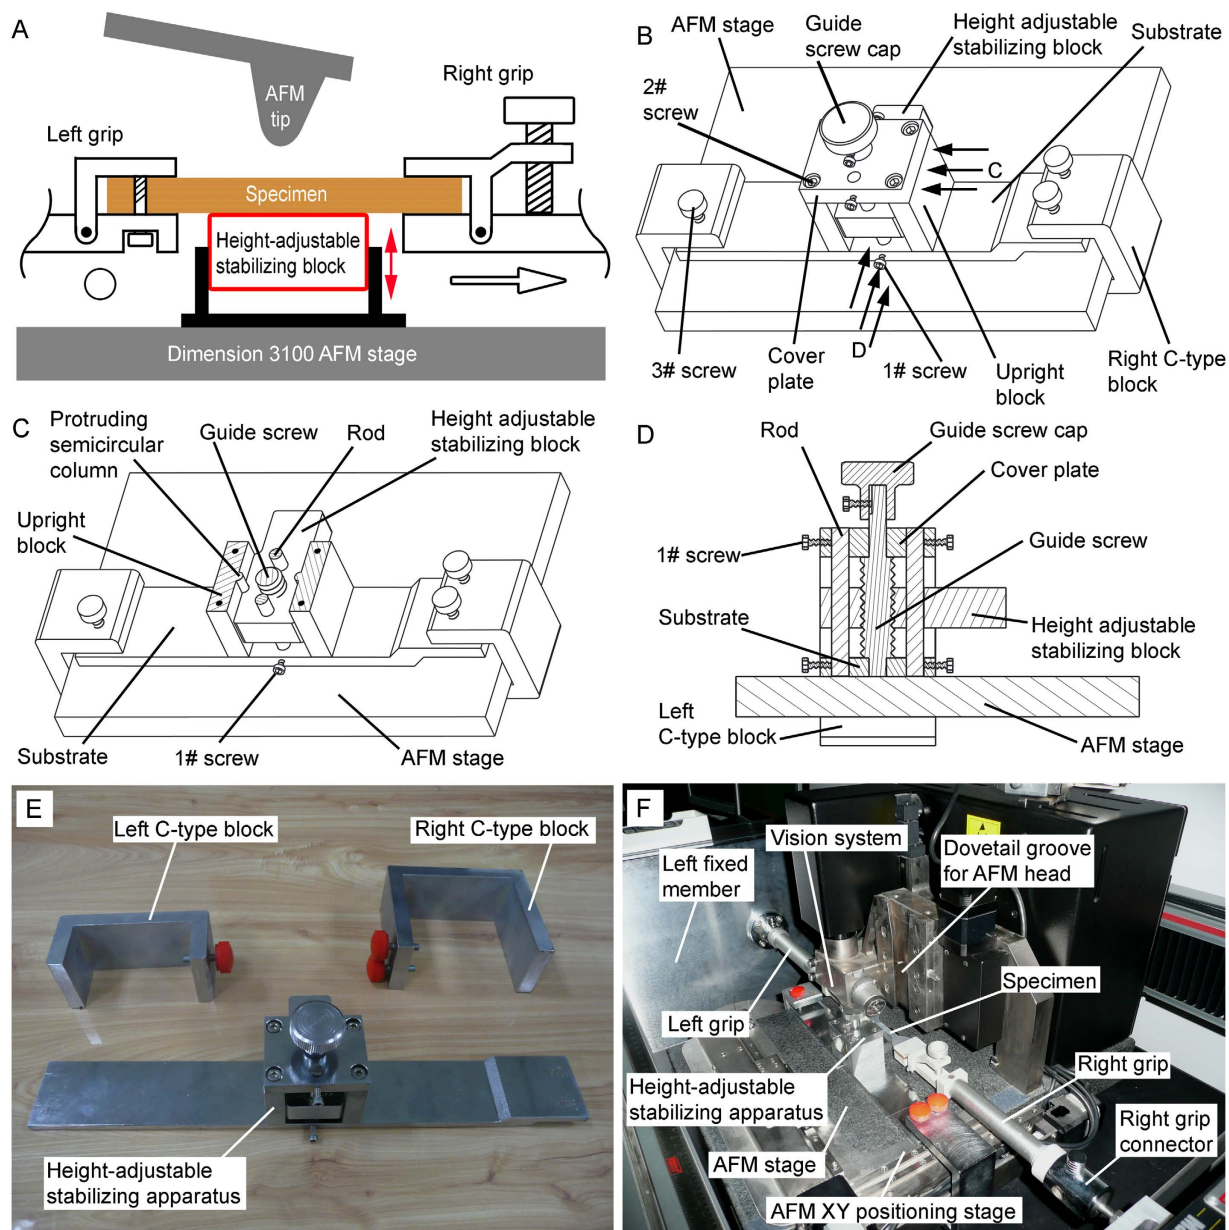 A
AFM
tip
Left grip
Right grip
Specimen
Height-adjustable
stabilizing block
Dimension 3100 AFM stage
B
AFM stage
Guide
screw cap
Height adjustable
stabilizing block
Substrate
2#
screw
C
D
3# screw
Cover
plate
1# screw
Upright
block
Right C-type
block
C
Protruding
semicircular
column
Guide screw
Rod
Height adjustable
stabilizing block
Upright
block
Substrate
1# screw
AFM stage
D
Rod
Guide screw cap
Cover plate
1# screw
Guide screw
Substrate
Height adjustable
stabilizing block
Left
C-type block
AFM stage
E
Left C-type block
Right C-type block
Height-adjustable
stabilizing apparatus
F
Vision system
Left fixed
member
Dovetail groove
for AFM head
Specimen
Left grip
Height-adjustable
stabilizing apparatus
Right grip
Right grip
connector
AFM stage
AFM XY positioning stage